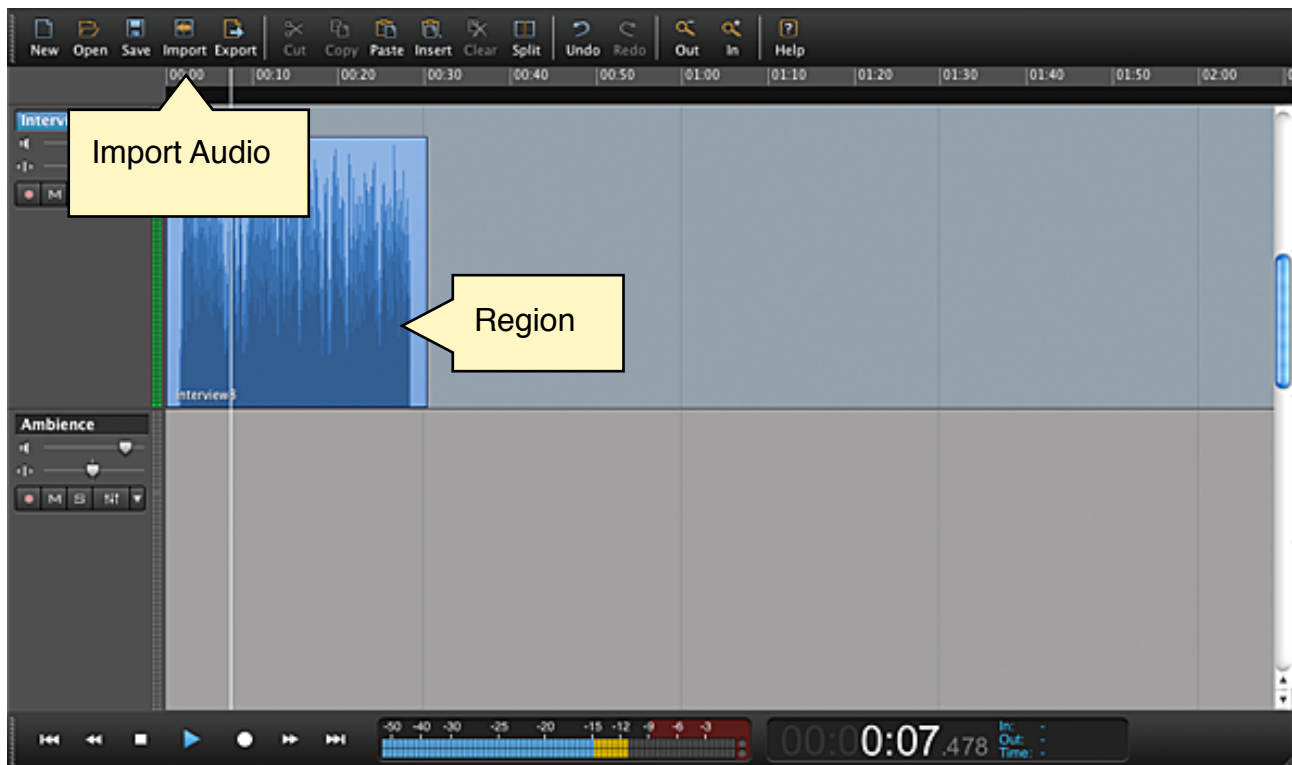 New Open Save Import Export Cut Copy Paste Insert Clear Split Undo Redo Out In Help
00:00 00:10 00:20 00:30 00:40 00:50 01:00 01:10 01:20 01:30 01:40 01:50 02:00
Import Audio
M
Region
interview3
Ambience
M S
-50 -40 -30 -25 -20 -15 -12 -9 -6 -3
00:00:07.478
In: -
Out: -
Time: -